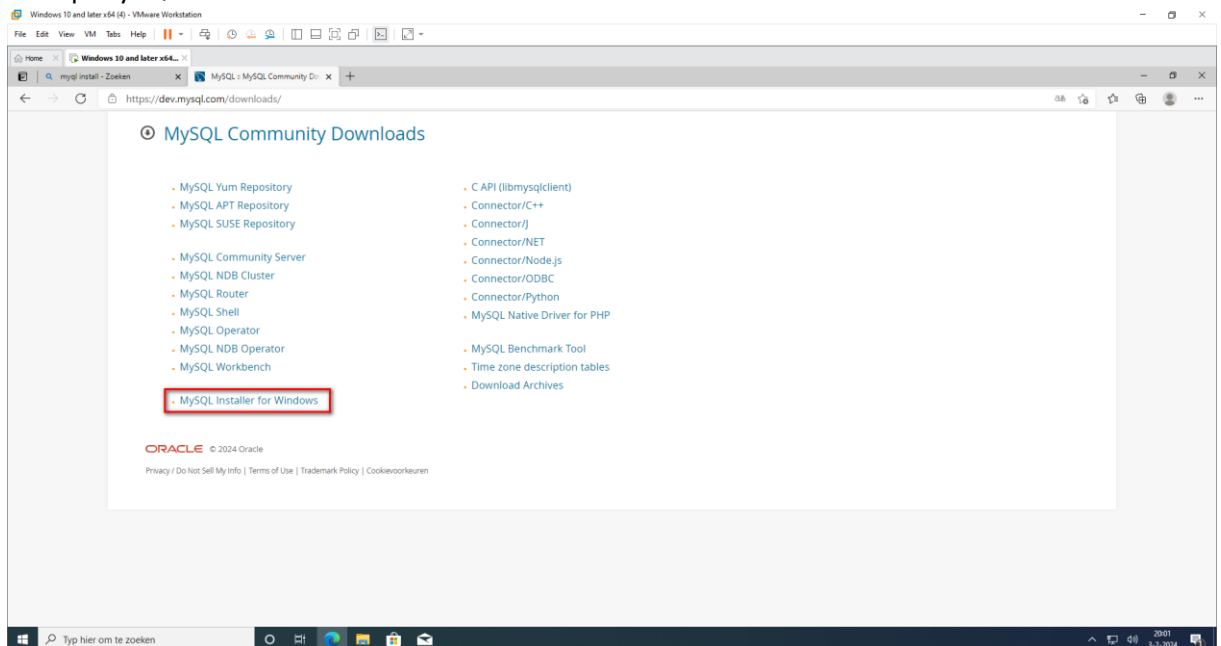 Windows 10 and later x64 (4) - VMware Workstation
File Edit View VM Tabs Help
Home Windows 10 and later x64...
myql install - Zoeken MySQL :: MySQL Community Do
https://dev.mysql.com/downloads/
MySQL Community Downloads
MySQL Yum Repository
MySQL APT Repository
MySQL SUSE Repository
MySQL Community Server
MySQL NDB Cluster
MySQL Router
MySQL Shell
MySQL Operator
MySQL NDB Operator
MySQL Workbench
MySQL Installer for Windows
C API (libmysqlclient)
Connector/C++
Connector/J
Connector/NET
Connector/Node.js
Connector/ODBC
Connector/Python
MySQL Native Driver for PHP
MySQL Benchmark Tool
Time zone description tables
Download Archives
ORACLE © 2024 Oracle
Privacy / Do Not Sell My Info | Terms of Use | Trademark Policy | Cookievoorkeuren
Typ hier om te zoeken
20:01
3-2-2024